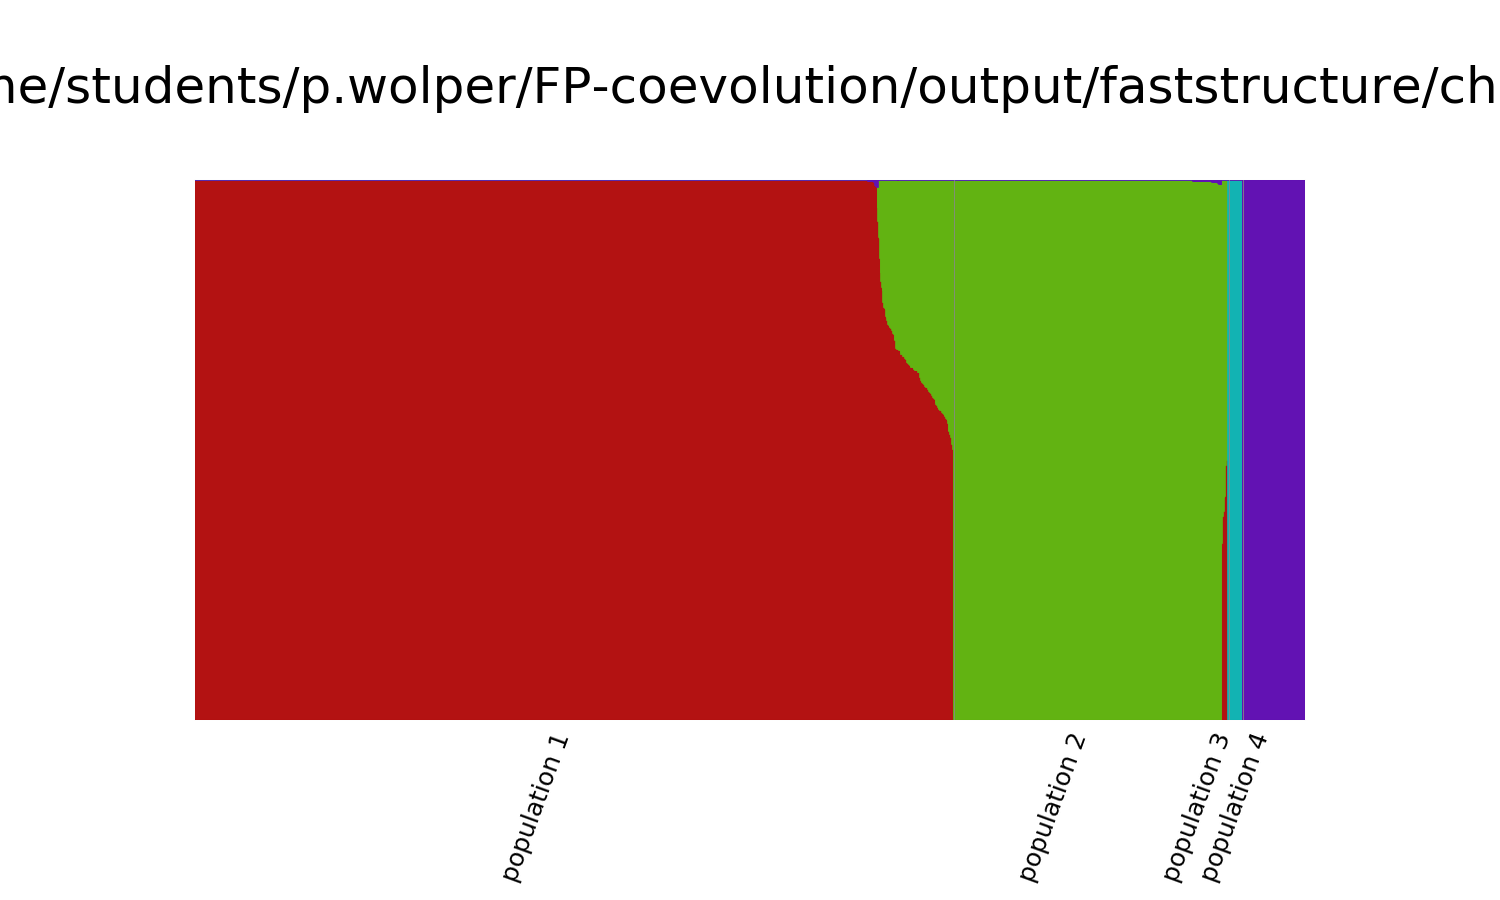 ne/students/p.wolper/FP-coevolution/output/faststructure/ch
population 1
population 2
population 3
population 4